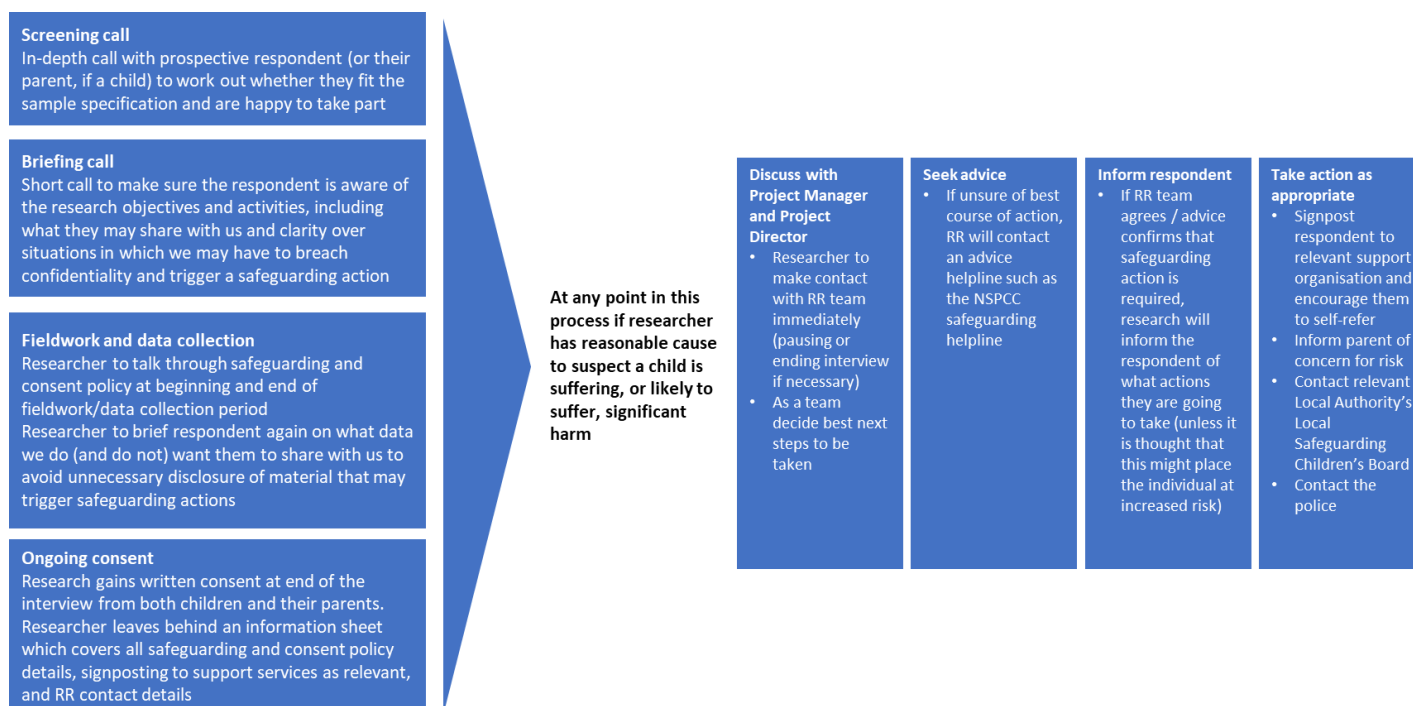 Screening call
In-depth call with prospective respondent (or their
parent, if a child) to work out whether they fit the
sample specification and are happy to take part
Briefing call
Short call to make sure the respondent is aware of
the research objectives and activities, including
what they may share with us and clarity over
situations in which we may have to breach
confidentiality and trigger a safeguarding action
Fieldwork and data collection
Researcher to talk through safeguarding and
consent policy at beginning and end of
fieldwork/data collection period
Researcher to brief respondent again on what data
we do (and do not) want them to share with us to
avoid unnecessary disclosure of material that may
trigger safeguarding actions
Ongoing consent
Research gains written consent at end of the
interview from both children and their parents.
Researcher leaves behind an information sheet
which covers all safeguarding and consent policy
details, signposting to support services as relevant,
and RR contact details
At any point in this
process if researcher
has reasonable cause
to suspect a child is
suffering, or likely to
suffer, significant
harm
Discuss with
Project Manager
and Project
Director
• Researcher to
make contact
with RR team
immediately
(pausing or
ending interview
if necessary)
• As a team
decide best next
steps to be
taken
Seek advice
• If unsure of best
course of action,
RR will contact
an advice
helpline such as
the NSPCC
safeguarding
helpline
Inform respondent
• If RR team
agrees / advice
confirms that
safeguarding
action is
required,
research will
inform the
respondent of
what actions
they are going
to take (unless it
is thought that
this might place
the individual at
increased risk)
Take action as
appropriate
• Signpost
respondent to
relevant support
organisation and
encourage them
to self-refer
• Inform parent of
concern for risk
• Contact relevant
Local Authority's
Local
Safeguarding
Children's Board
• Contact the
police